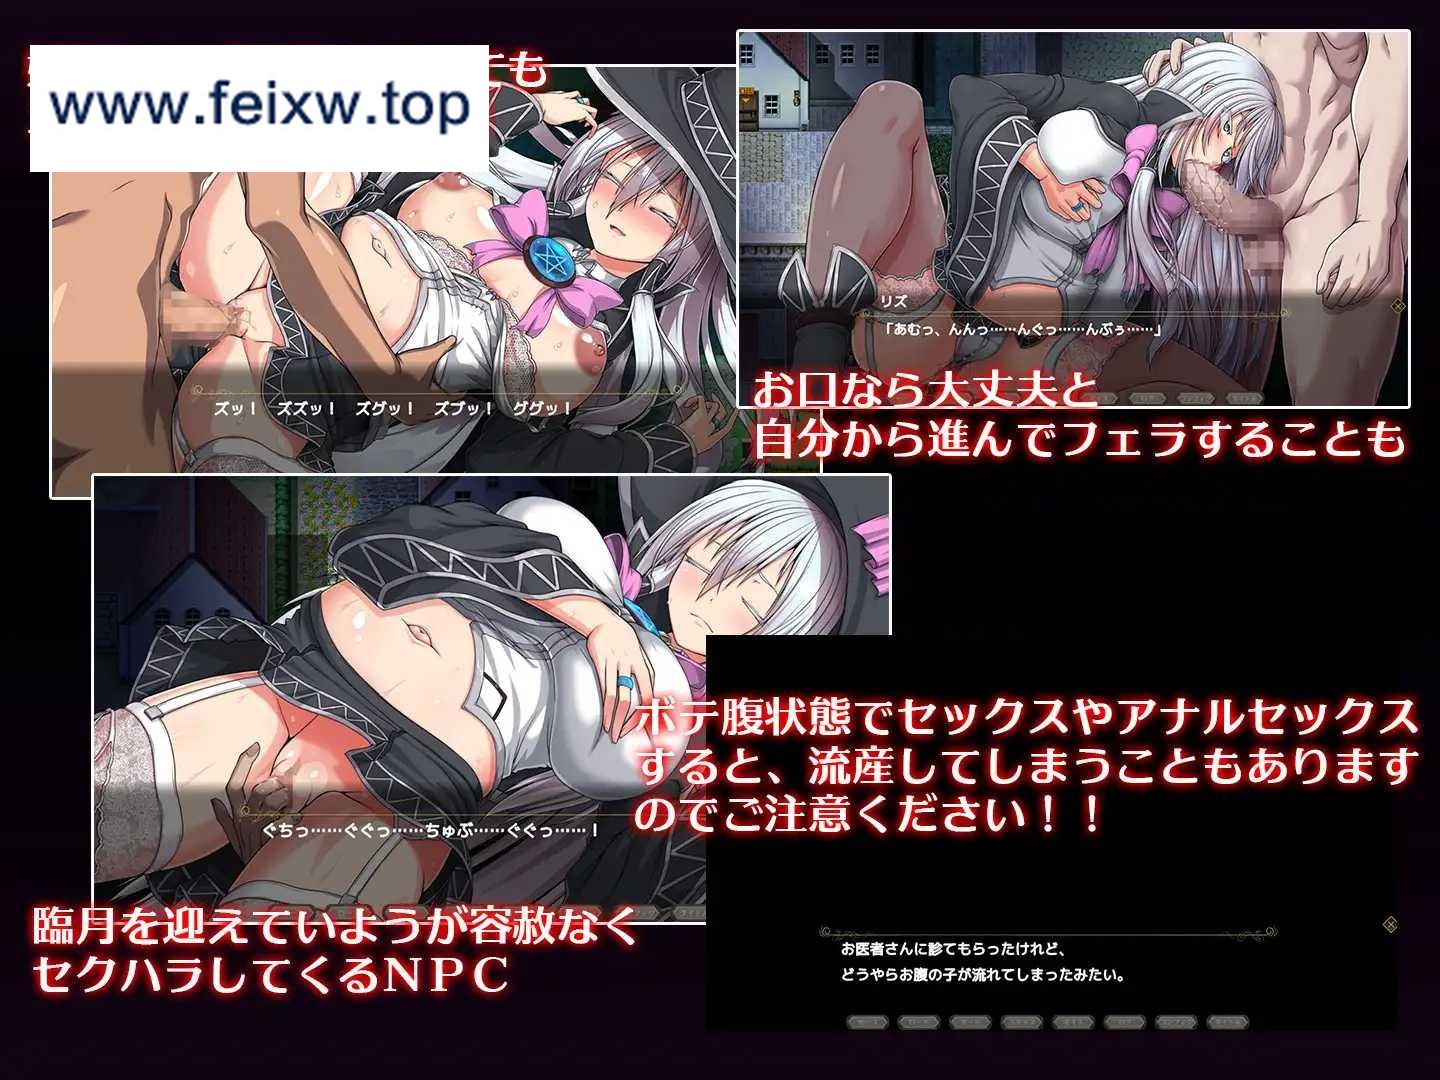 ても
www.feixw.top
ズッ！　ズズッ！　ズグッ！　ズブッ！　ググッ！
リズ
「あむっ、んんっ……んぐっ……んぶぅ……」
お口なら大丈夫と
自分から進んでフェラすることも
ぐちっ……ぐぐっ……ちゅぶ……ぐぐっ……！
ボテ腹状態でセックスやアナルセックス
すると、流産してしまうこともあります
のでご注意ください！！
臨月を迎えていようが容赦なく
セクハラしてくるＮＰＣ
お医者さんに診てもらったけれど、
どうやらお腹の子が流れてしまったみたい。